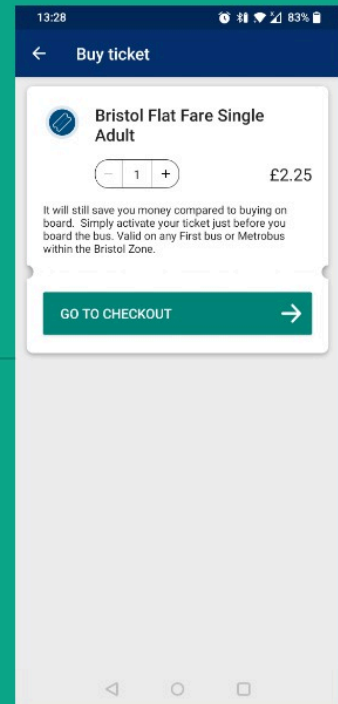 13:28
83%
Buy ticket
Bristol Flat Fare Single
Adult
1
£2.25
It will still save you money compared to buying on
board. Simply activate your ticket just before you
board the bus. Valid on any First bus or Metrobus
within the Bristol Zone.
GO TO CHECKOUT